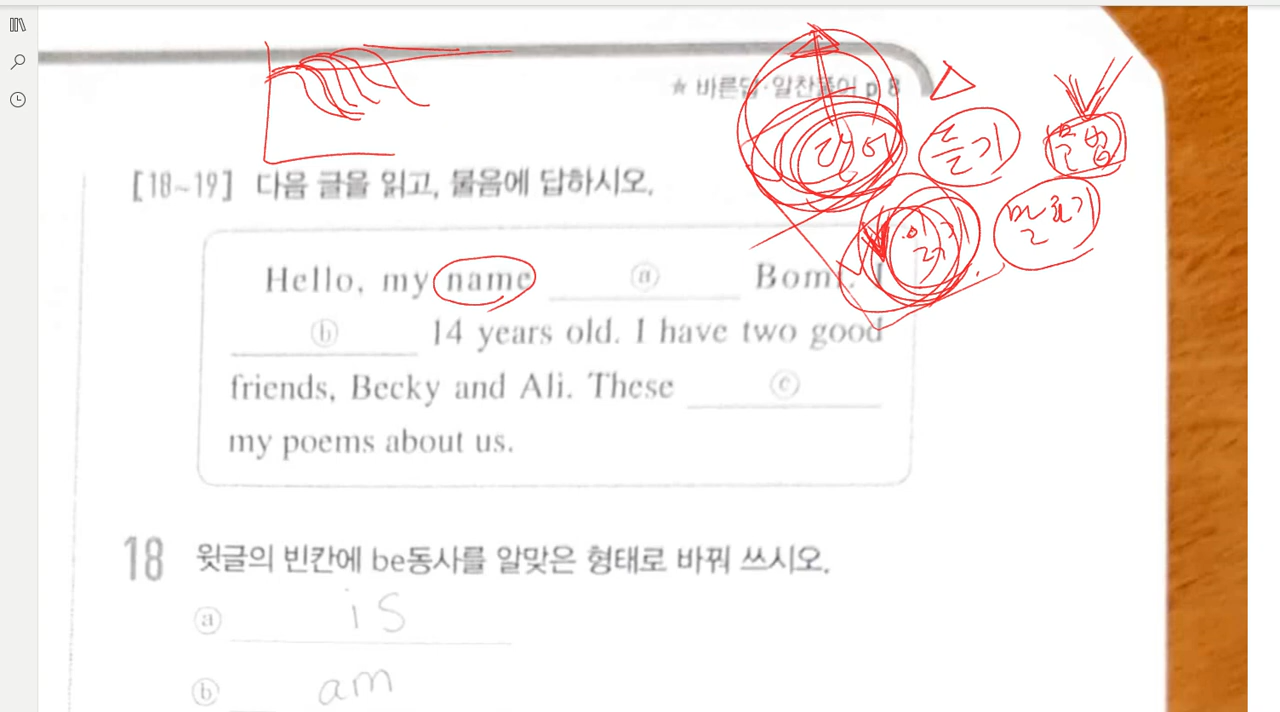 ★ 바른답·알찬풀이 p 8
단어
듣기
문법
읽기
말하기
[18~19] 다음 글을 읽고, 물음에 답하시오.
Hello, my name ⓐ Bomi. I
ⓑ 14 years old. I have two good
friends, Becky and Ali. These ⓒ
my poems about us.
18 윗글의 빈칸에 be동사를 알맞은 형태로 바꿔 쓰시오.
ⓐ is
ⓑ am